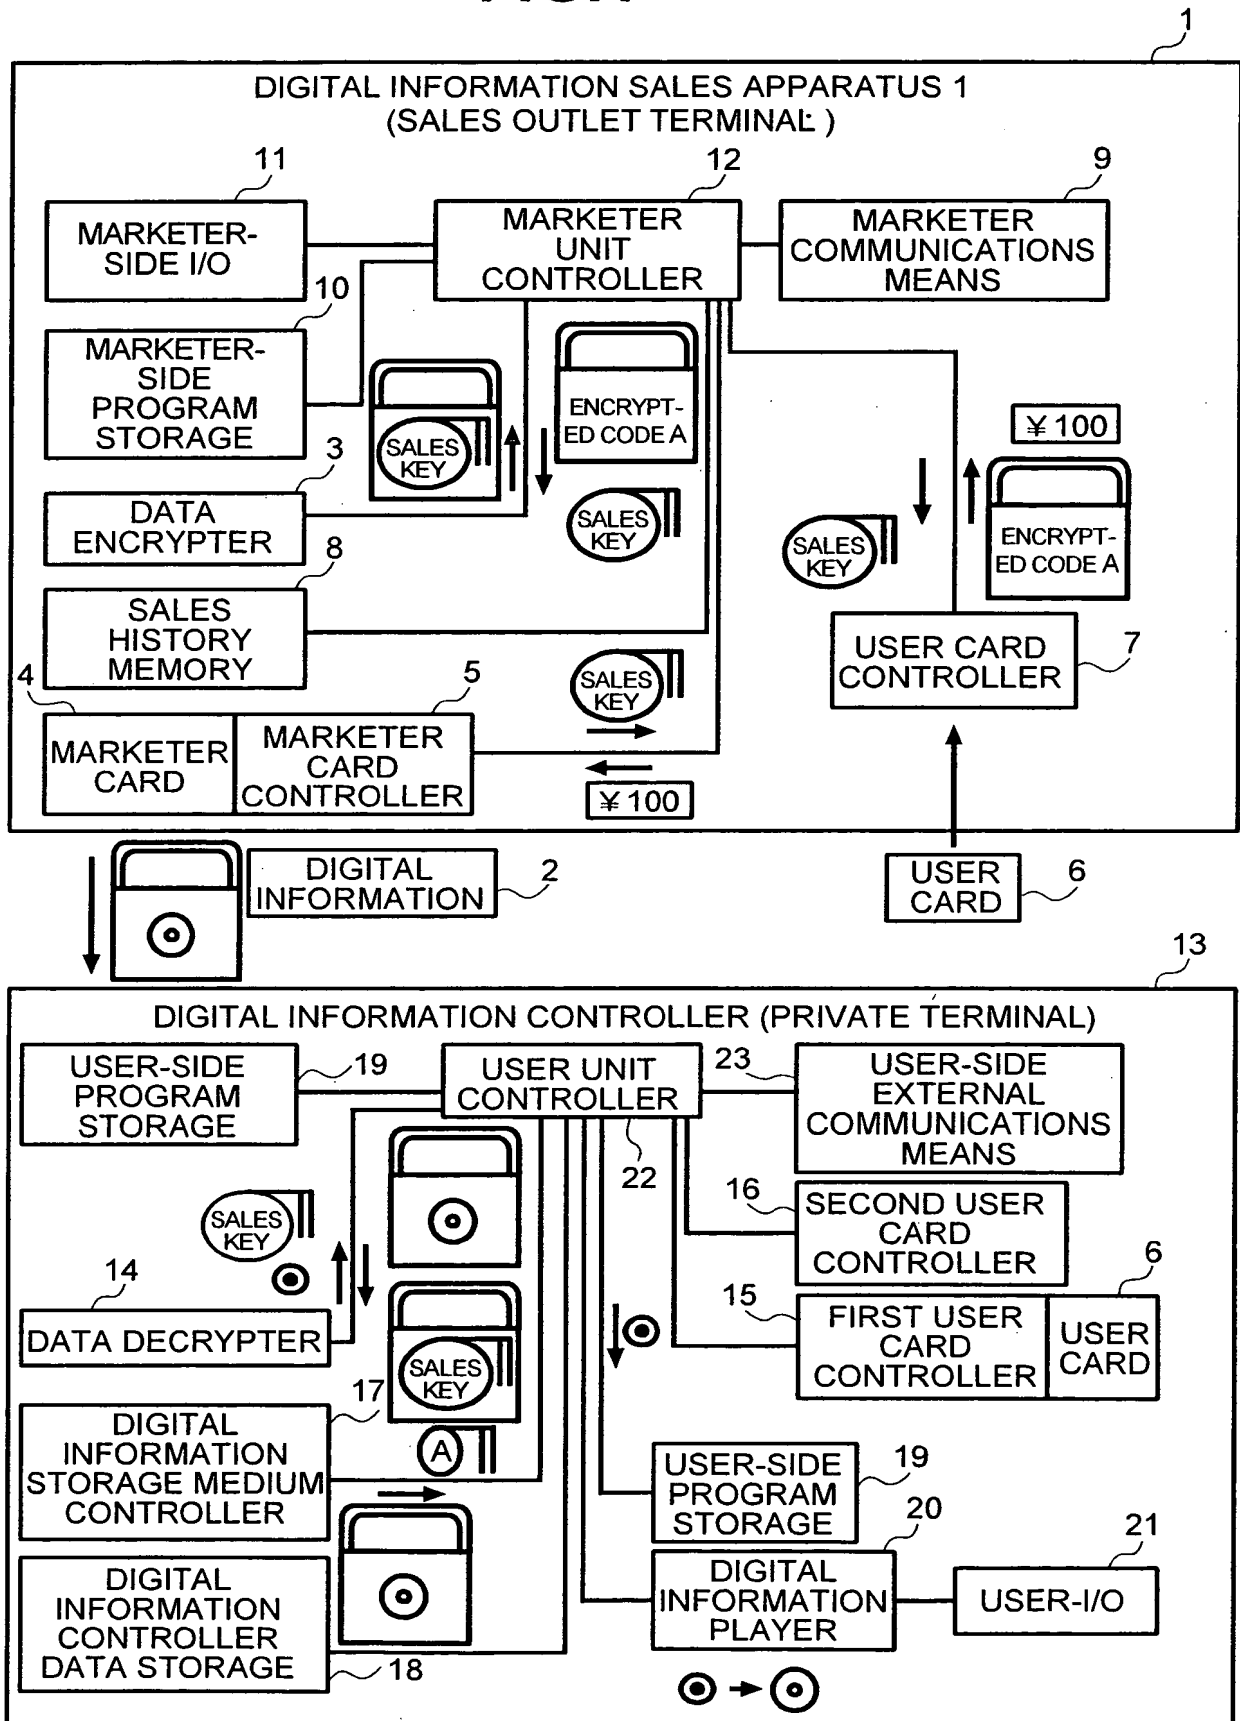 1
DIGITAL INFORMATION SALES APPARATUS 1
(SALES OUTLET TERMINAL )
11
MARKETER-
SIDE I/O
12
MARKETER
UNIT
CONTROLLER
9
MARKETER
COMMUNICATIONS
MEANS
10
MARKETER-
SIDE
PROGRAM
STORAGE
SALES
KEY
ENCRYPT-
ED CODE A
¥ 100
3
DATA
ENCRYPTER
SALES
KEY
SALES
KEY
ENCRYPT-
ED CODE A
8
SALES
HISTORY
MEMORY
USER CARD
CONTROLLER
7
4
MARKETER
CARD
5
MARKETER
CARD
CONTROLLER
SALES
KEY
¥ 100
DIGITAL
INFORMATION
2
USER
CARD
6
13
DIGITAL INFORMATION CONTROLLER (PRIVATE TERMINAL)
USER-SIDE
PROGRAM
STORAGE
19
USER UNIT
CONTROLLER
22
23
USER-SIDE
EXTERNAL
COMMUNICATIONS
MEANS
16
SECOND USER
CARD
CONTROLLER
SALES
KEY
14
DATA DECRYPTER
15
FIRST USER
CARD
CONTROLLER
6
USER
CARD
SALES
KEY
A
17
DIGITAL
INFORMATION
STORAGE MEDIUM
CONTROLLER
USER-SIDE
PROGRAM
STORAGE
19
DIGITAL
INFORMATION
CONTROLLER
DATA STORAGE
18
20
DIGITAL
INFORMATION
PLAYER
21
USER-I/O